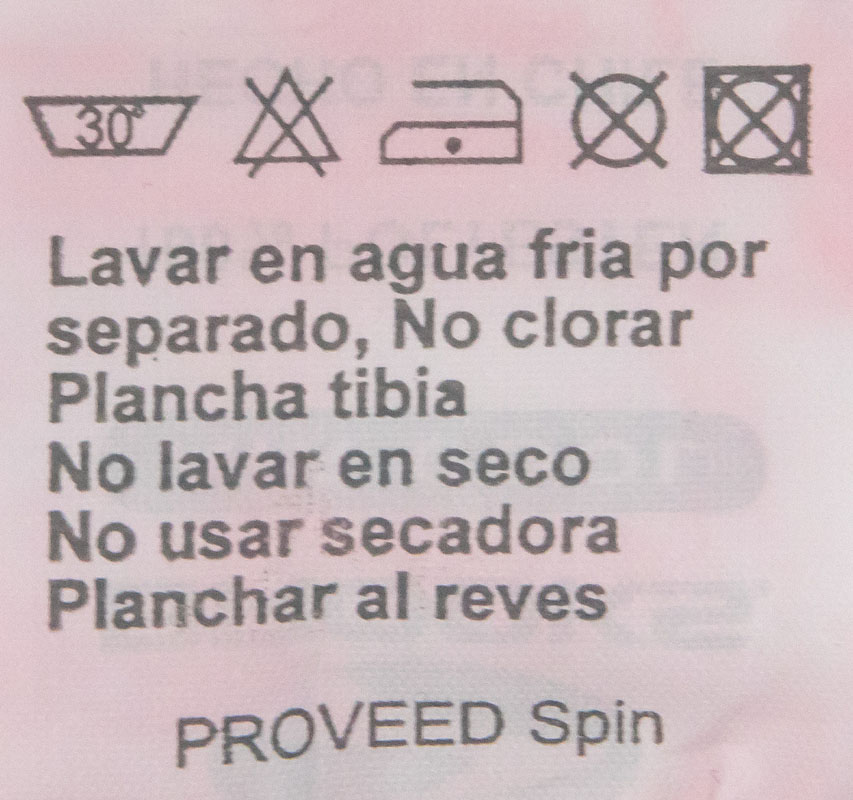 30°
Lavar en agua fria por
separado, No clorar
Plancha tibia
No lavar en seco
No usar secadora
Planchar al reves
PROVEED Spin